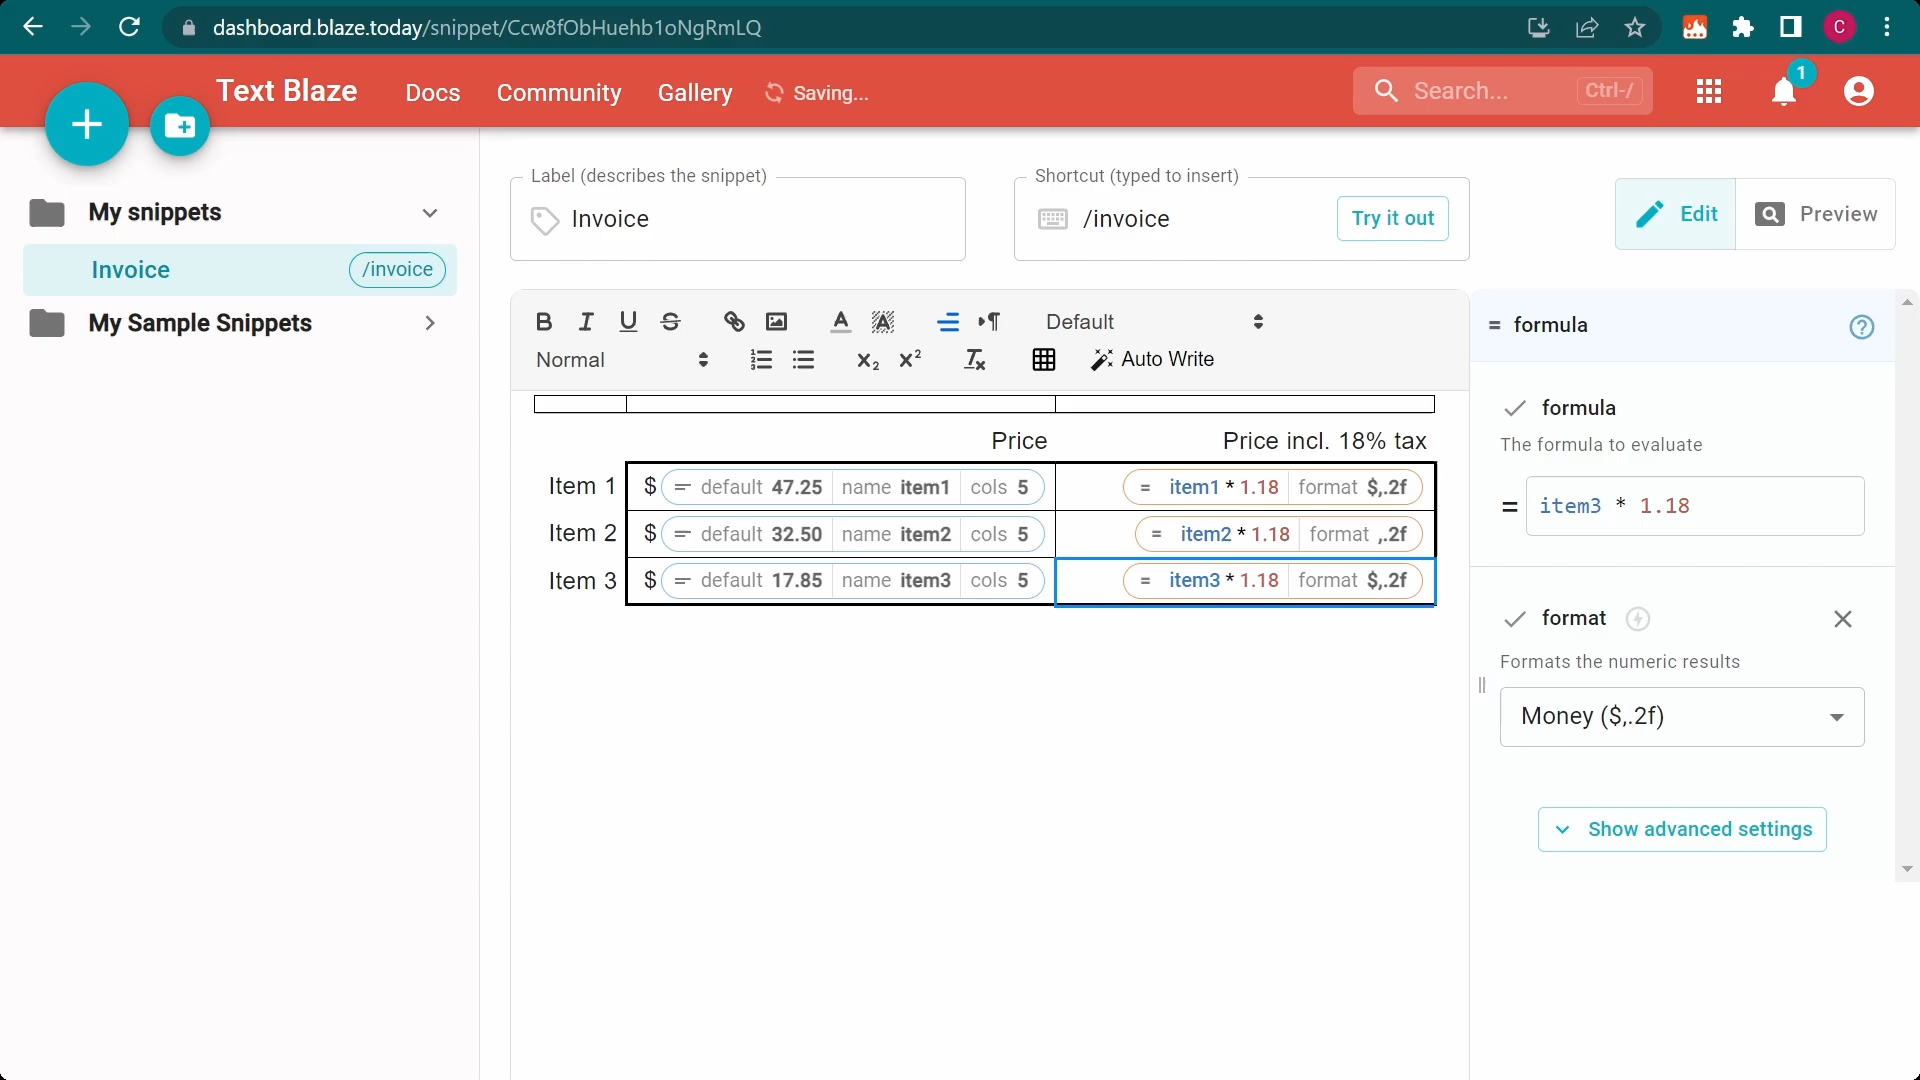 dashboard.blaze.today/snippet/Ccw8fObHuehb1oNgRmLQ
C
Text Blaze
Docs
Community
Gallery
Saving...
Search...
Ctrl-/
1
My snippets
Invoice
/invoice
My Sample Snippets
Label (describes the snippet)
Invoice
Shortcut (typed to insert)
/invoice
Try it out
Edit
Preview
Default
Normal
Auto Write
Price
Price incl. 18% tax
Item 1 $ = default 47.25 name item1 cols 5 = item1 * 1.18 format $,.2f
Item 2 $ = default 32.50 name item2 cols 5 = item2 * 1.18 format ,.2f
Item 3 $ = default 17.85 name item3 cols 5 = item3 * 1.18 format $,.2f
= formula
formula
The formula to evaluate
= item3 * 1.18
format
Formats the numeric results
Money ($,.2f)
Show advanced settings